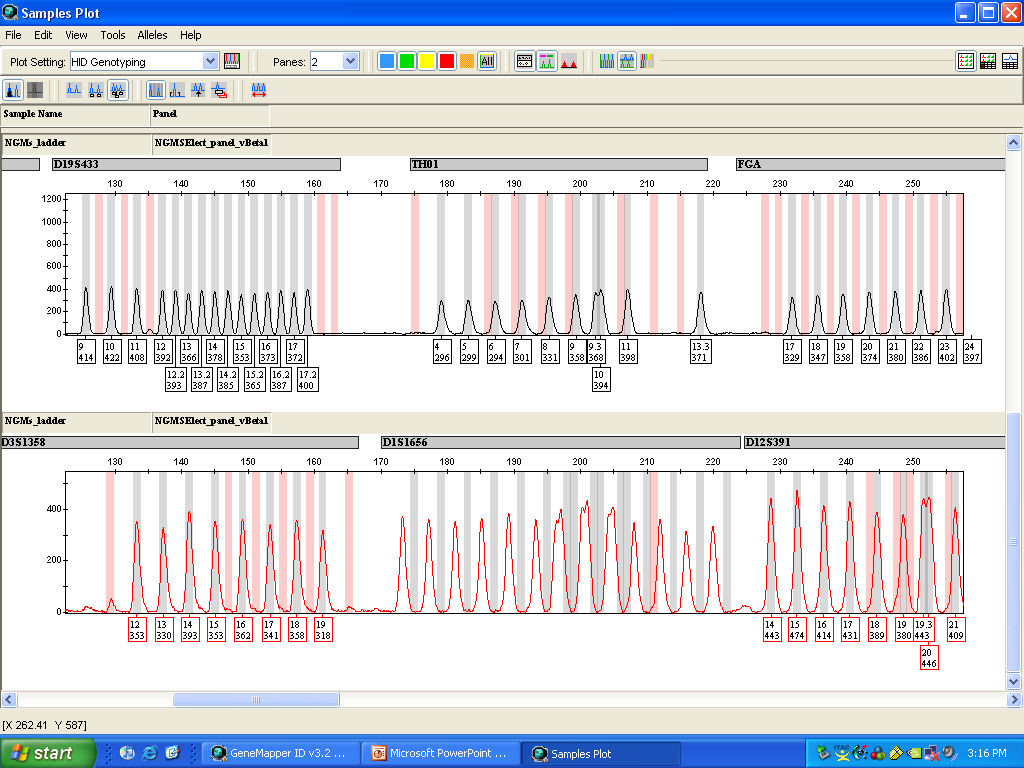 Samples Plot
File Edit View Tools Alleles Help
Plot Setting: HID Genotyping Panes: 2 All
Sample Name Panel
NGMs_ladder NGMSElect_panel_vBeta1
D19S433 TH01 FGA
130 140 150 160 170 180 190 200 210 220 230 240 250
1200
1000
800
600
400
200
0
9 10 11 12 13 14 15 16 17 4 5 6 7 8 9 9.3 11 13.3 17 18 19 20 21 22 23 24
414 422 408 392 366 378 353 373 372 296 299 294 301 331 358 368 398 371 329 347 358 374 380 386 402 397
12.2 13.2 14.2 15.2 16.2 17.2 10
393 387 385 365 387 400 394
NGMs_ladder NGMSElect_panel_vBeta1
D3S1358 D1S1656 D12S391
130 140 150 160 170 180 190 200 210 220 230 240 250
400
200
0
12 13 14 15 16 17 18 19 14 15 16 17 18 19 19.3 21
353 330 393 353 362 341 358 318 443 474 414 431 389 380 443 409
20
446
[X 262.41 Y 587]
start GeneMapper ID v3.2 ... Microsoft PowerPoint ... Samples Plot 3:16 PM